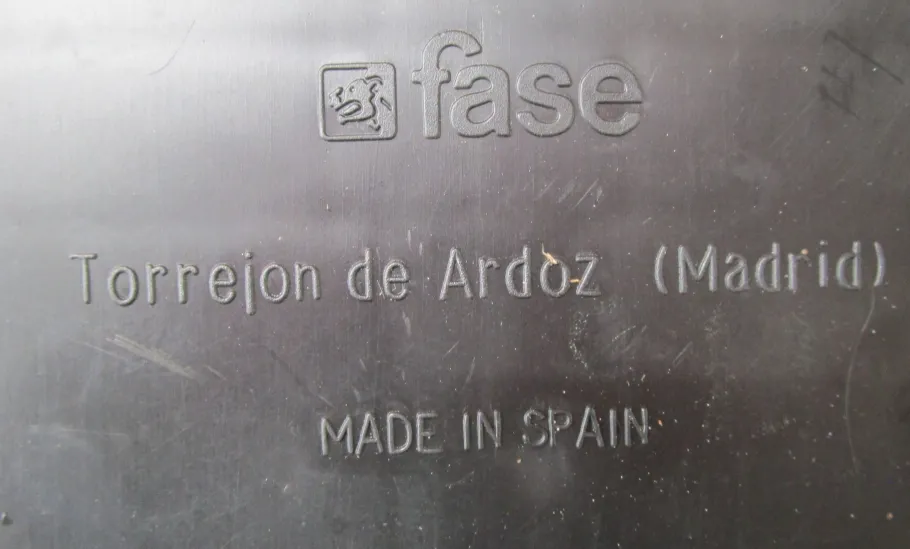 fase
Torrejon de Ardoz (Madrid)
MADE IN SPAIN